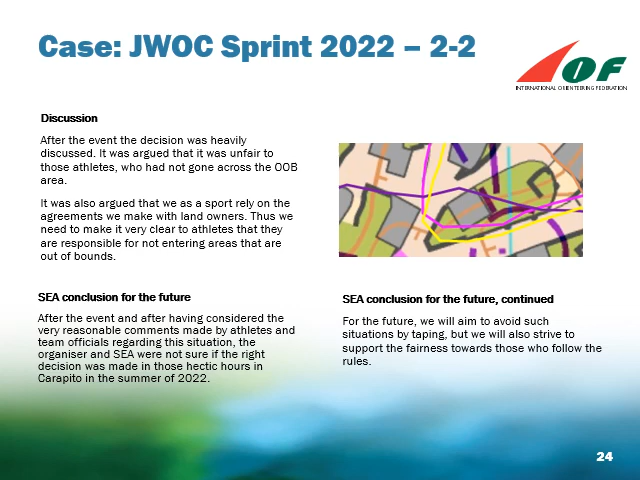 Case: JWOC Sprint 2022 – 2-2
IOF
INTERNATIONAL ORIENTEERING FEDERATION
Discussion
After the event the decision was heavily
discussed. It was argued that it was unfair to
those athletes, who had not gone across the OOB
area.
It was also argued that we as a sport rely on the
agreements we make with land owners. Thus we
need to make it very clear to athletes that they
are responsible for not entering areas that are
out of bounds.
SEA conclusion for the future
After the event and after having considered the
very reasonable comments made by athletes and
team officials regarding this situation, the
organiser and SEA were not sure if the right
decision was made in those hectic hours in
Carapito in the summer of 2022.
SEA conclusion for the future, continued
For the future, we will aim to avoid such
situations by taping, but we will also strive to
support the fairness towards those who follow the
rules.
24